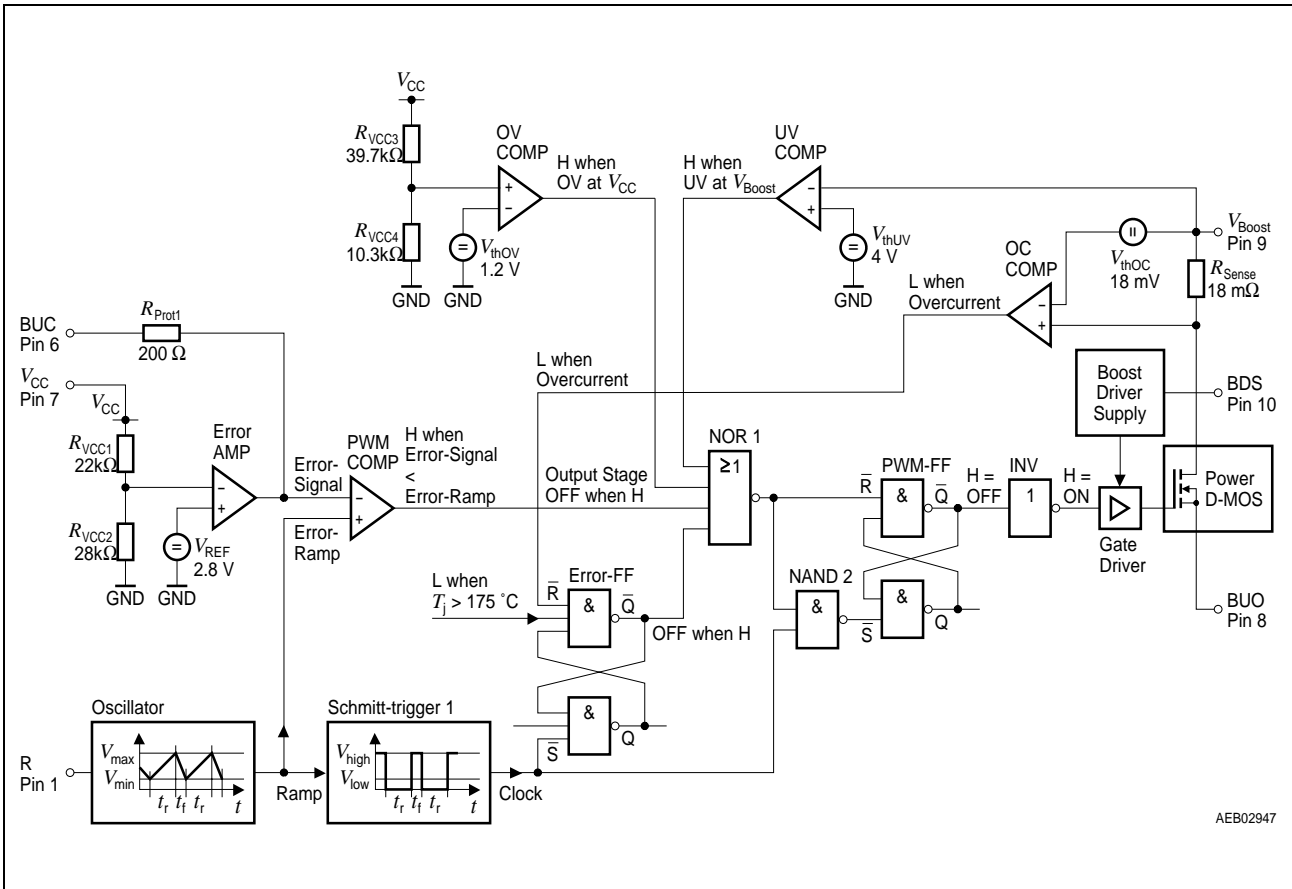 V_CC
R_VCC3
39.7kΩ
R_VCC4
10.3kΩ
GND
OV
COMP
+
−
=
V_thOV
1.2 V
GND
H when
OV at V_CC
UV
COMP
H when
UV at V_Boost
−
+
=
V_thUV
4 V
GND
OC
COMP
−
+
=
V_thOC
18 mV
V_Boost
Pin 9
R_Sense
18 mΩ
L when
Overcurrent
L when
Overcurrent
BUC
Pin 6
R_Prot1
200 Ω
V_CC
Pin 7
V_CC
R_VCC1
22kΩ
R_VCC2
28kΩ
GND
Error
AMP
−
+
=
V_REF
2.8 V
GND
Error-
Signal
Error-
Ramp
PWM
COMP
−
+
H when
Error-Signal
<
Error-Ramp
Output Stage
OFF when H
NOR 1
≥1
R̅
PWM-FF
&
Q̅
H =
OFF
INV
1
H =
ON
Boost
Driver
Supply
BDS
Pin 10
Gate
Driver
Power
D-MOS
BUO
Pin 8
NAND 2
&
S̅
&
Q
L when
T_j > 175 ˚C
R̅
Error-FF
&
Q̅
OFF when H
&
S̅
Q
R
Pin 1
Oscillator
V_max
V_min
t_r
t_f
t_r
t
Ramp
Schmitt-trigger 1
V_high
V_low
t_r
t_f
t_r
t
Clock
AEB02947